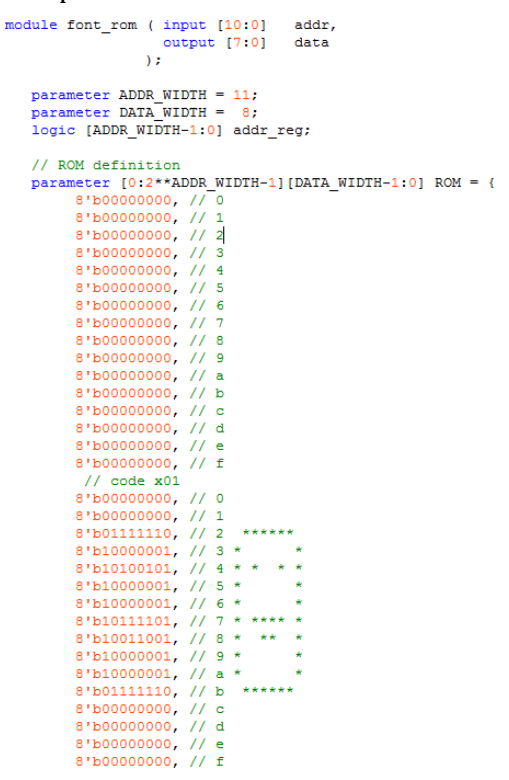 module font_rom ( input [10:0]   addr,
                  output [7:0]   data
                );

   parameter ADDR_WIDTH = 11;
   parameter DATA_WIDTH =  8;
   logic [ADDR_WIDTH-1:0] addr_reg;

   // ROM definition
   parameter [0:2**ADDR_WIDTH-1][DATA_WIDTH-1:0] ROM = {
        8'b00000000, // 0
        8'b00000000, // 1
        8'b00000000, // 2
        8'b00000000, // 3
        8'b00000000, // 4
        8'b00000000, // 5
        8'b00000000, // 6
        8'b00000000, // 7
        8'b00000000, // 8
        8'b00000000, // 9
        8'b00000000, // a
        8'b00000000, // b
        8'b00000000, // c
        8'b00000000, // d
        8'b00000000, // e
        8'b00000000, // f
         // code x01
        8'b00000000, // 0
        8'b00000000, // 1
        8'b01111110, // 2  ******
        8'b10000001, // 3 *      *
        8'b10100101, // 4 * *  * *
        8'b10000001, // 5 *      *
        8'b10000001, // 6 *      *
        8'b10111101, // 7 * **** *
        8'b10011001, // 8 *  **  *
        8'b10000001, // 9 *      *
        8'b10000001, // a *      *
        8'b01111110, // b  ******
        8'b00000000, // c
        8'b00000000, // d
        8'b00000000, // e
        8'b00000000, // f